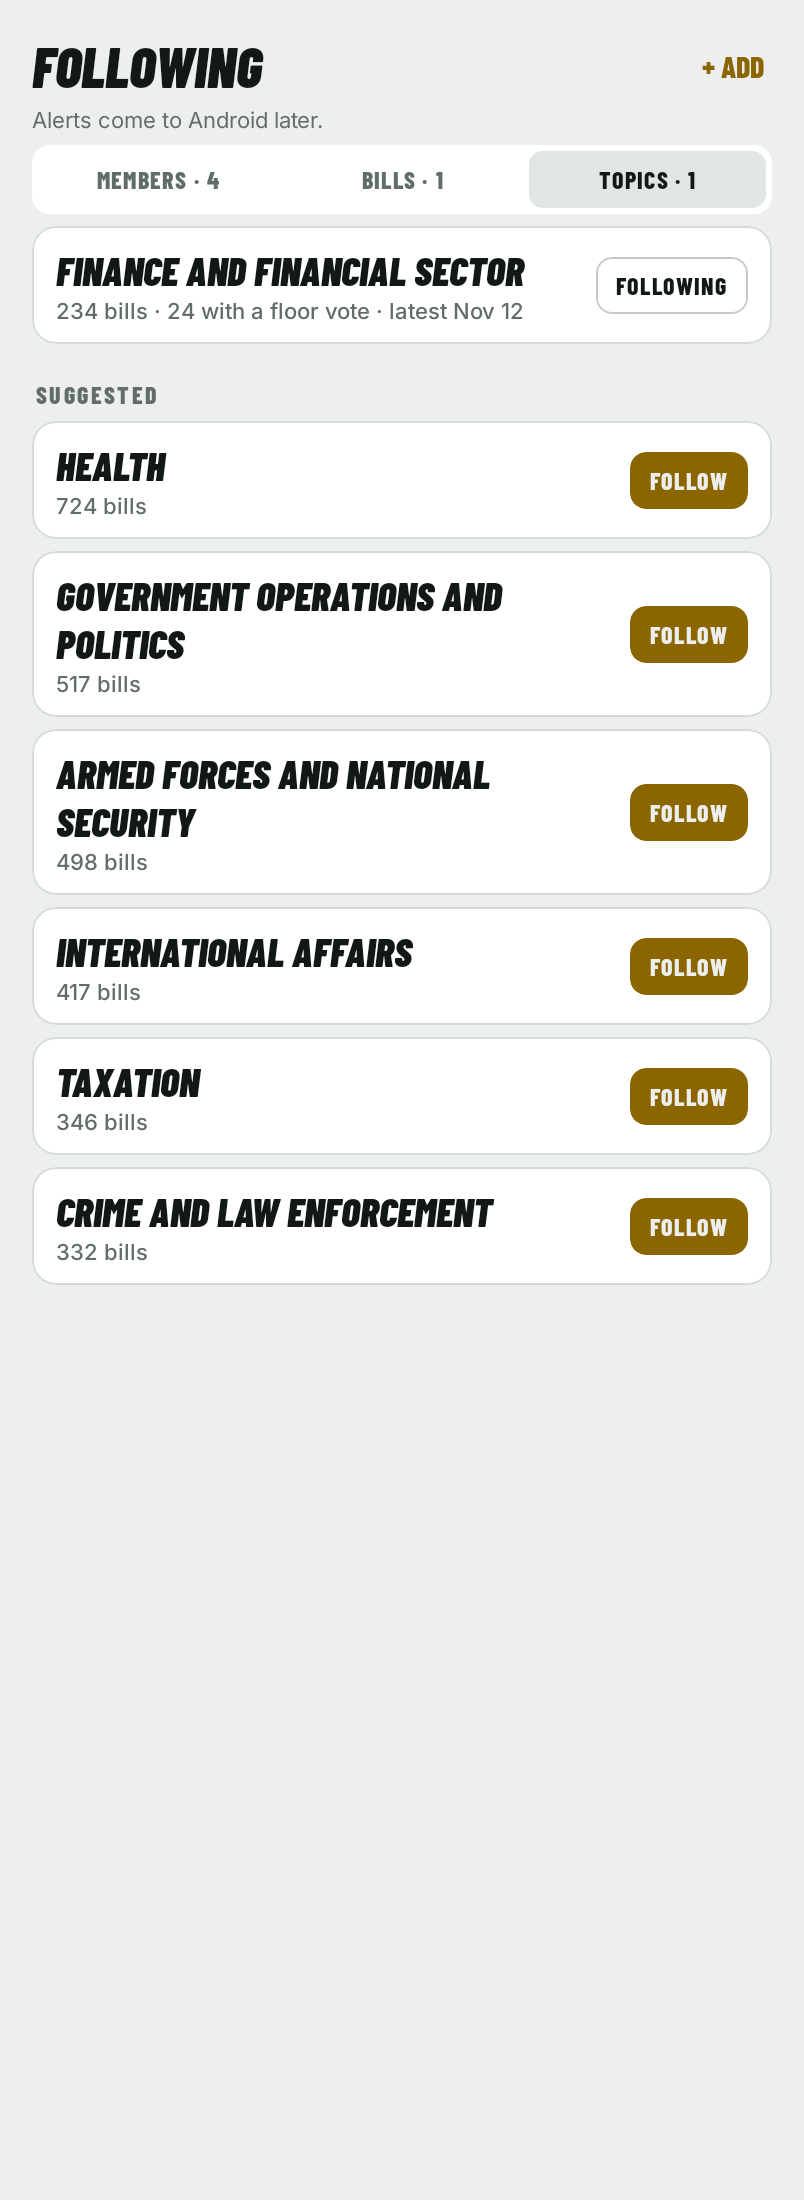 FOLLOWING
+ ADD
Alerts come to Android later.
MEMBERS · 4
BILLS · 1
TOPICS · 1
FINANCE AND FINANCIAL SECTOR
234 bills · 24 with a floor vote · latest Nov 12
FOLLOWING
SUGGESTED
HEALTH
724 bills
FOLLOW
GOVERNMENT OPERATIONS AND
POLITICS
517 bills
FOLLOW
ARMED FORCES AND NATIONAL
SECURITY
498 bills
FOLLOW
INTERNATIONAL AFFAIRS
417 bills
FOLLOW
TAXATION
346 bills
FOLLOW
CRIME AND LAW ENFORCEMENT
332 bills
FOLLOW